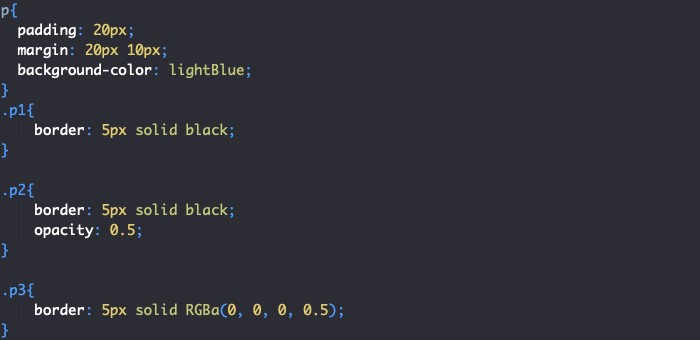 p{
  padding: 20px;
  margin: 20px 10px;
  background-color: lightBlue;
}
.p1{
    border: 5px solid black;
}

.p2{
    border: 5px solid black;
    opacity: 0.5;
}

.p3{
    border: 5px solid RGBa(0, 0, 0, 0.5);
}